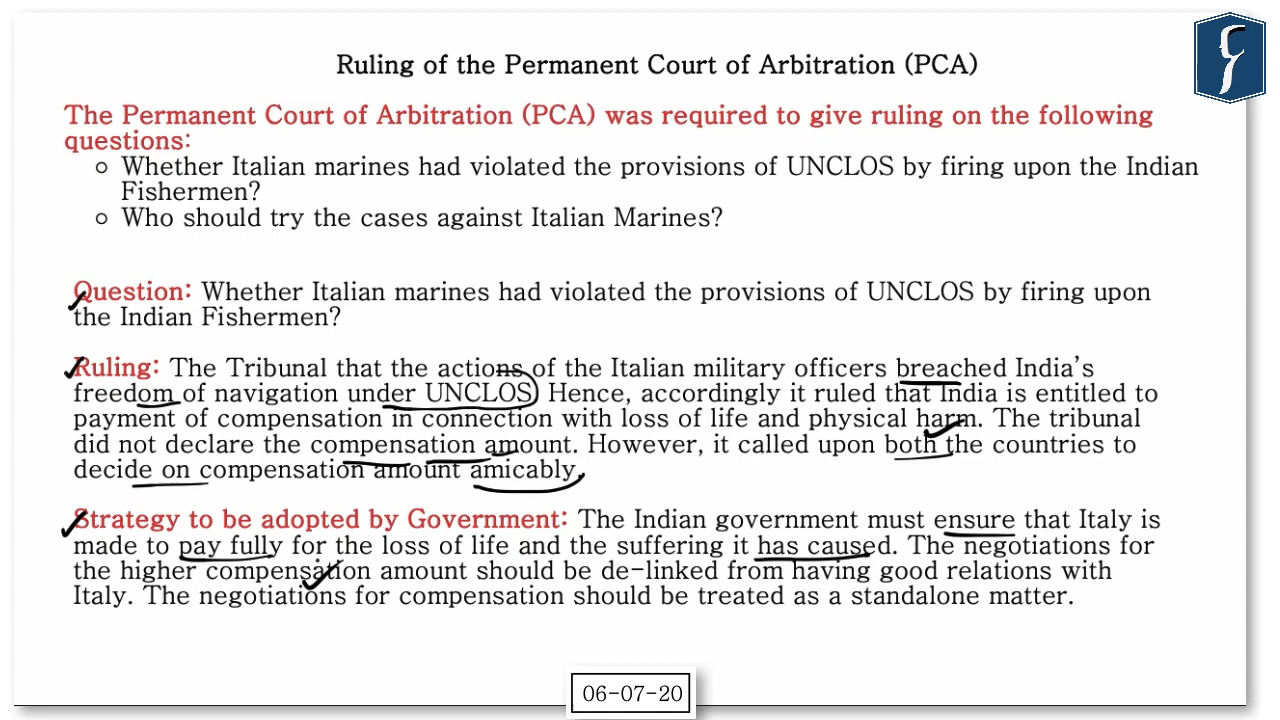 Ruling of the Permanent Court of Arbitration (PCA)
The Permanent Court of Arbitration (PCA) was required to give ruling on the following
questions:
○ Whether Italian marines had violated the provisions of UNCLOS by firing upon the Indian
Fishermen?
○ Who should try the cases against Italian Marines?
Question: Whether Italian marines had violated the provisions of UNCLOS by firing upon
the Indian Fishermen?
Ruling: The Tribunal that the actions of the Italian military officers breached India's
freedom of navigation under UNCLOS. Hence, accordingly it ruled that India is entitled to
payment of compensation in connection with loss of life and physical harm. The tribunal
did not declare the compensation amount. However, it called upon both the countries to
decide on compensation amount amicably.
Strategy to be adopted by Government: The Indian government must ensure that Italy is
made to pay fully for the loss of life and the suffering it has caused. The negotiations for
the higher compensation amount should be de-linked from having good relations with
Italy. The negotiations for compensation should be treated as a standalone matter.
06-07-20